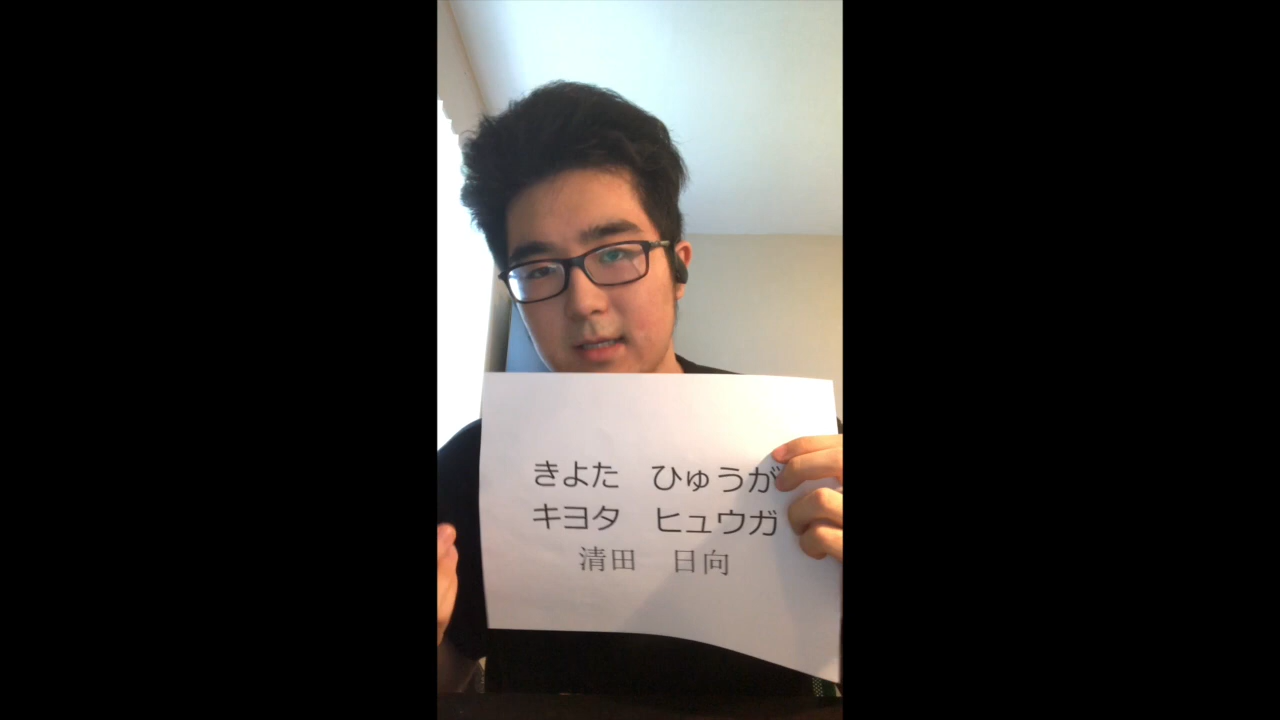 きよた　ひゅうが
キヨタ　ヒュウガ
清田　日向